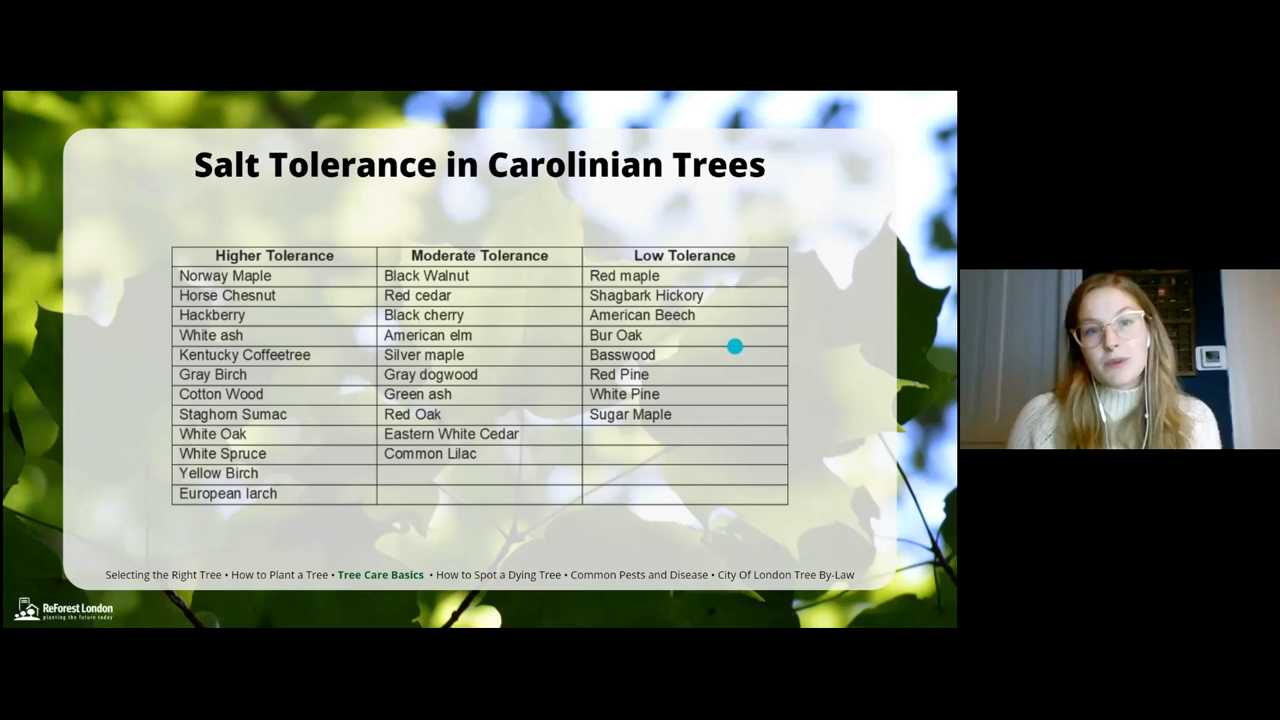 Salt Tolerance in Carolinian Trees
Higher Tolerance Moderate Tolerance Low Tolerance
Norway Maple Black Walnut Red maple
Horse Chesnut Red cedar Shagbark Hickory
Hackberry Black cherry American Beech
White ash American elm Bur Oak
Kentucky Coffeetree Silver maple Basswood
Gray Birch Gray dogwood Red Pine
Cotton Wood Green ash White Pine
Staghorn Sumac Red Oak Sugar Maple
White Oak Eastern White Cedar
White Spruce Common Lilac
Yellow Birch
European larch
Selecting the Right Tree • How to Plant a Tree • Tree Care Basics • How to Spot a Dying Tree • Common Pests and Disease • City Of London Tree By-Law
ReForest London
planting the future today